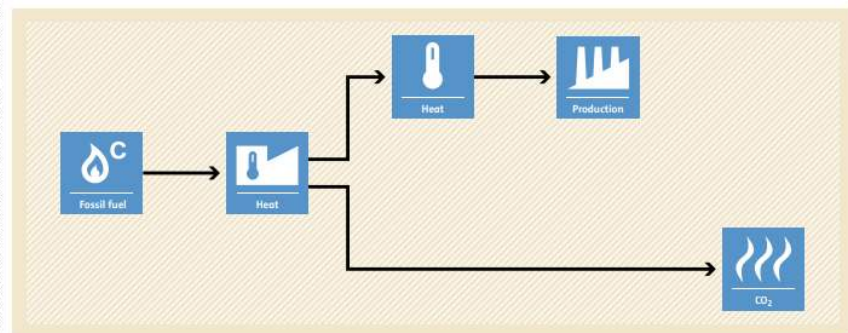 Heat
Production
C
Fossil fuel
Heat
CO₂